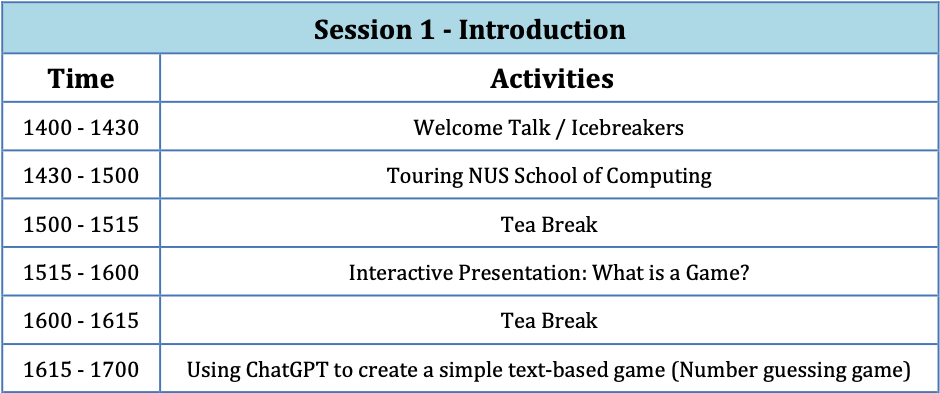 Session 1 - Introduction
Time Activities
1400 - 1430 Welcome Talk / Icebreakers
1430 - 1500 Touring NUS School of Computing
1500 - 1515 Tea Break
1515 - 1600 Interactive Presentation: What is a Game?
1600 - 1615 Tea Break
1615 - 1700 Using ChatGPT to create a simple text-based game (Number guessing game)